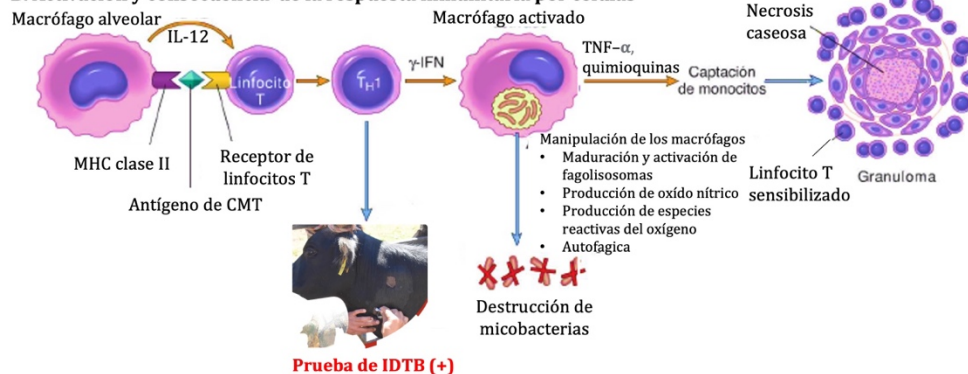 Macrófago alveolar
IL-12
MHC clase II
Antígeno de CMT
Receptor de
linfocitos T
Linfocito
T
TH1
γ-IFN
Macrófago activado
TNF-α,
quimioquinas
Manipulación de los macrófagos
• Maduración y activación de
fagolisosomas
• Producción de oxído nítrico
• Producción de especies
reactivas del oxígeno
• Autofagica
Captación
de monocitos
Necrosis
caseosa
Linfocito T
sensibilizado
Granuloma
Destrucción de
micobacterias
Prueba de IDTB (+)